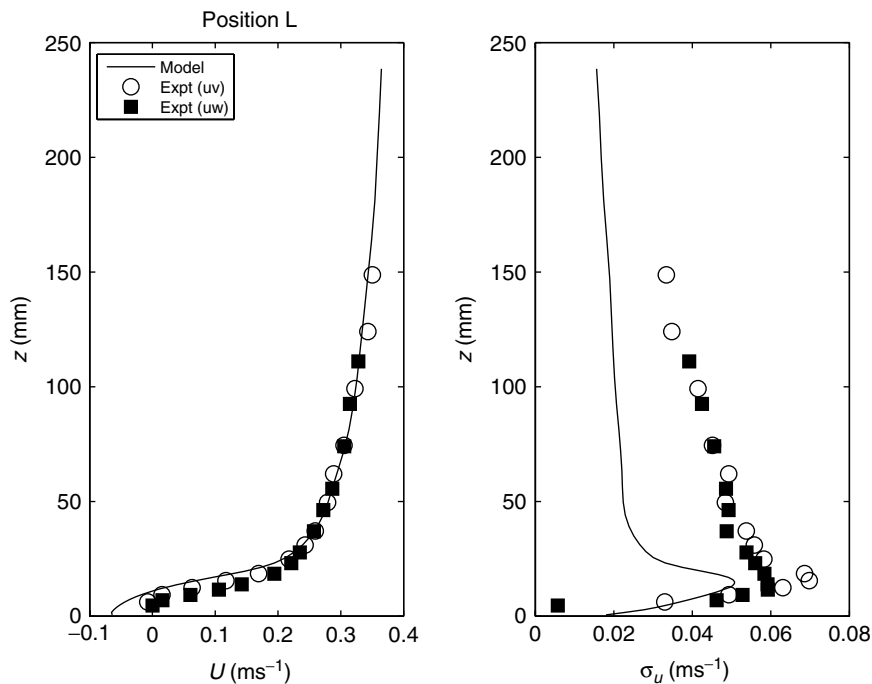 Position L
250
200
150
100
50
0
z (mm)
Model
Expt (uv)
Expt (uw)
−0.1 0 0.1 0.2 0.3 0.4
U (ms⁻¹)
250
200
150
100
50
0
z (mm)
0 0.02 0.04 0.06 0.08
σᵤ (ms⁻¹)